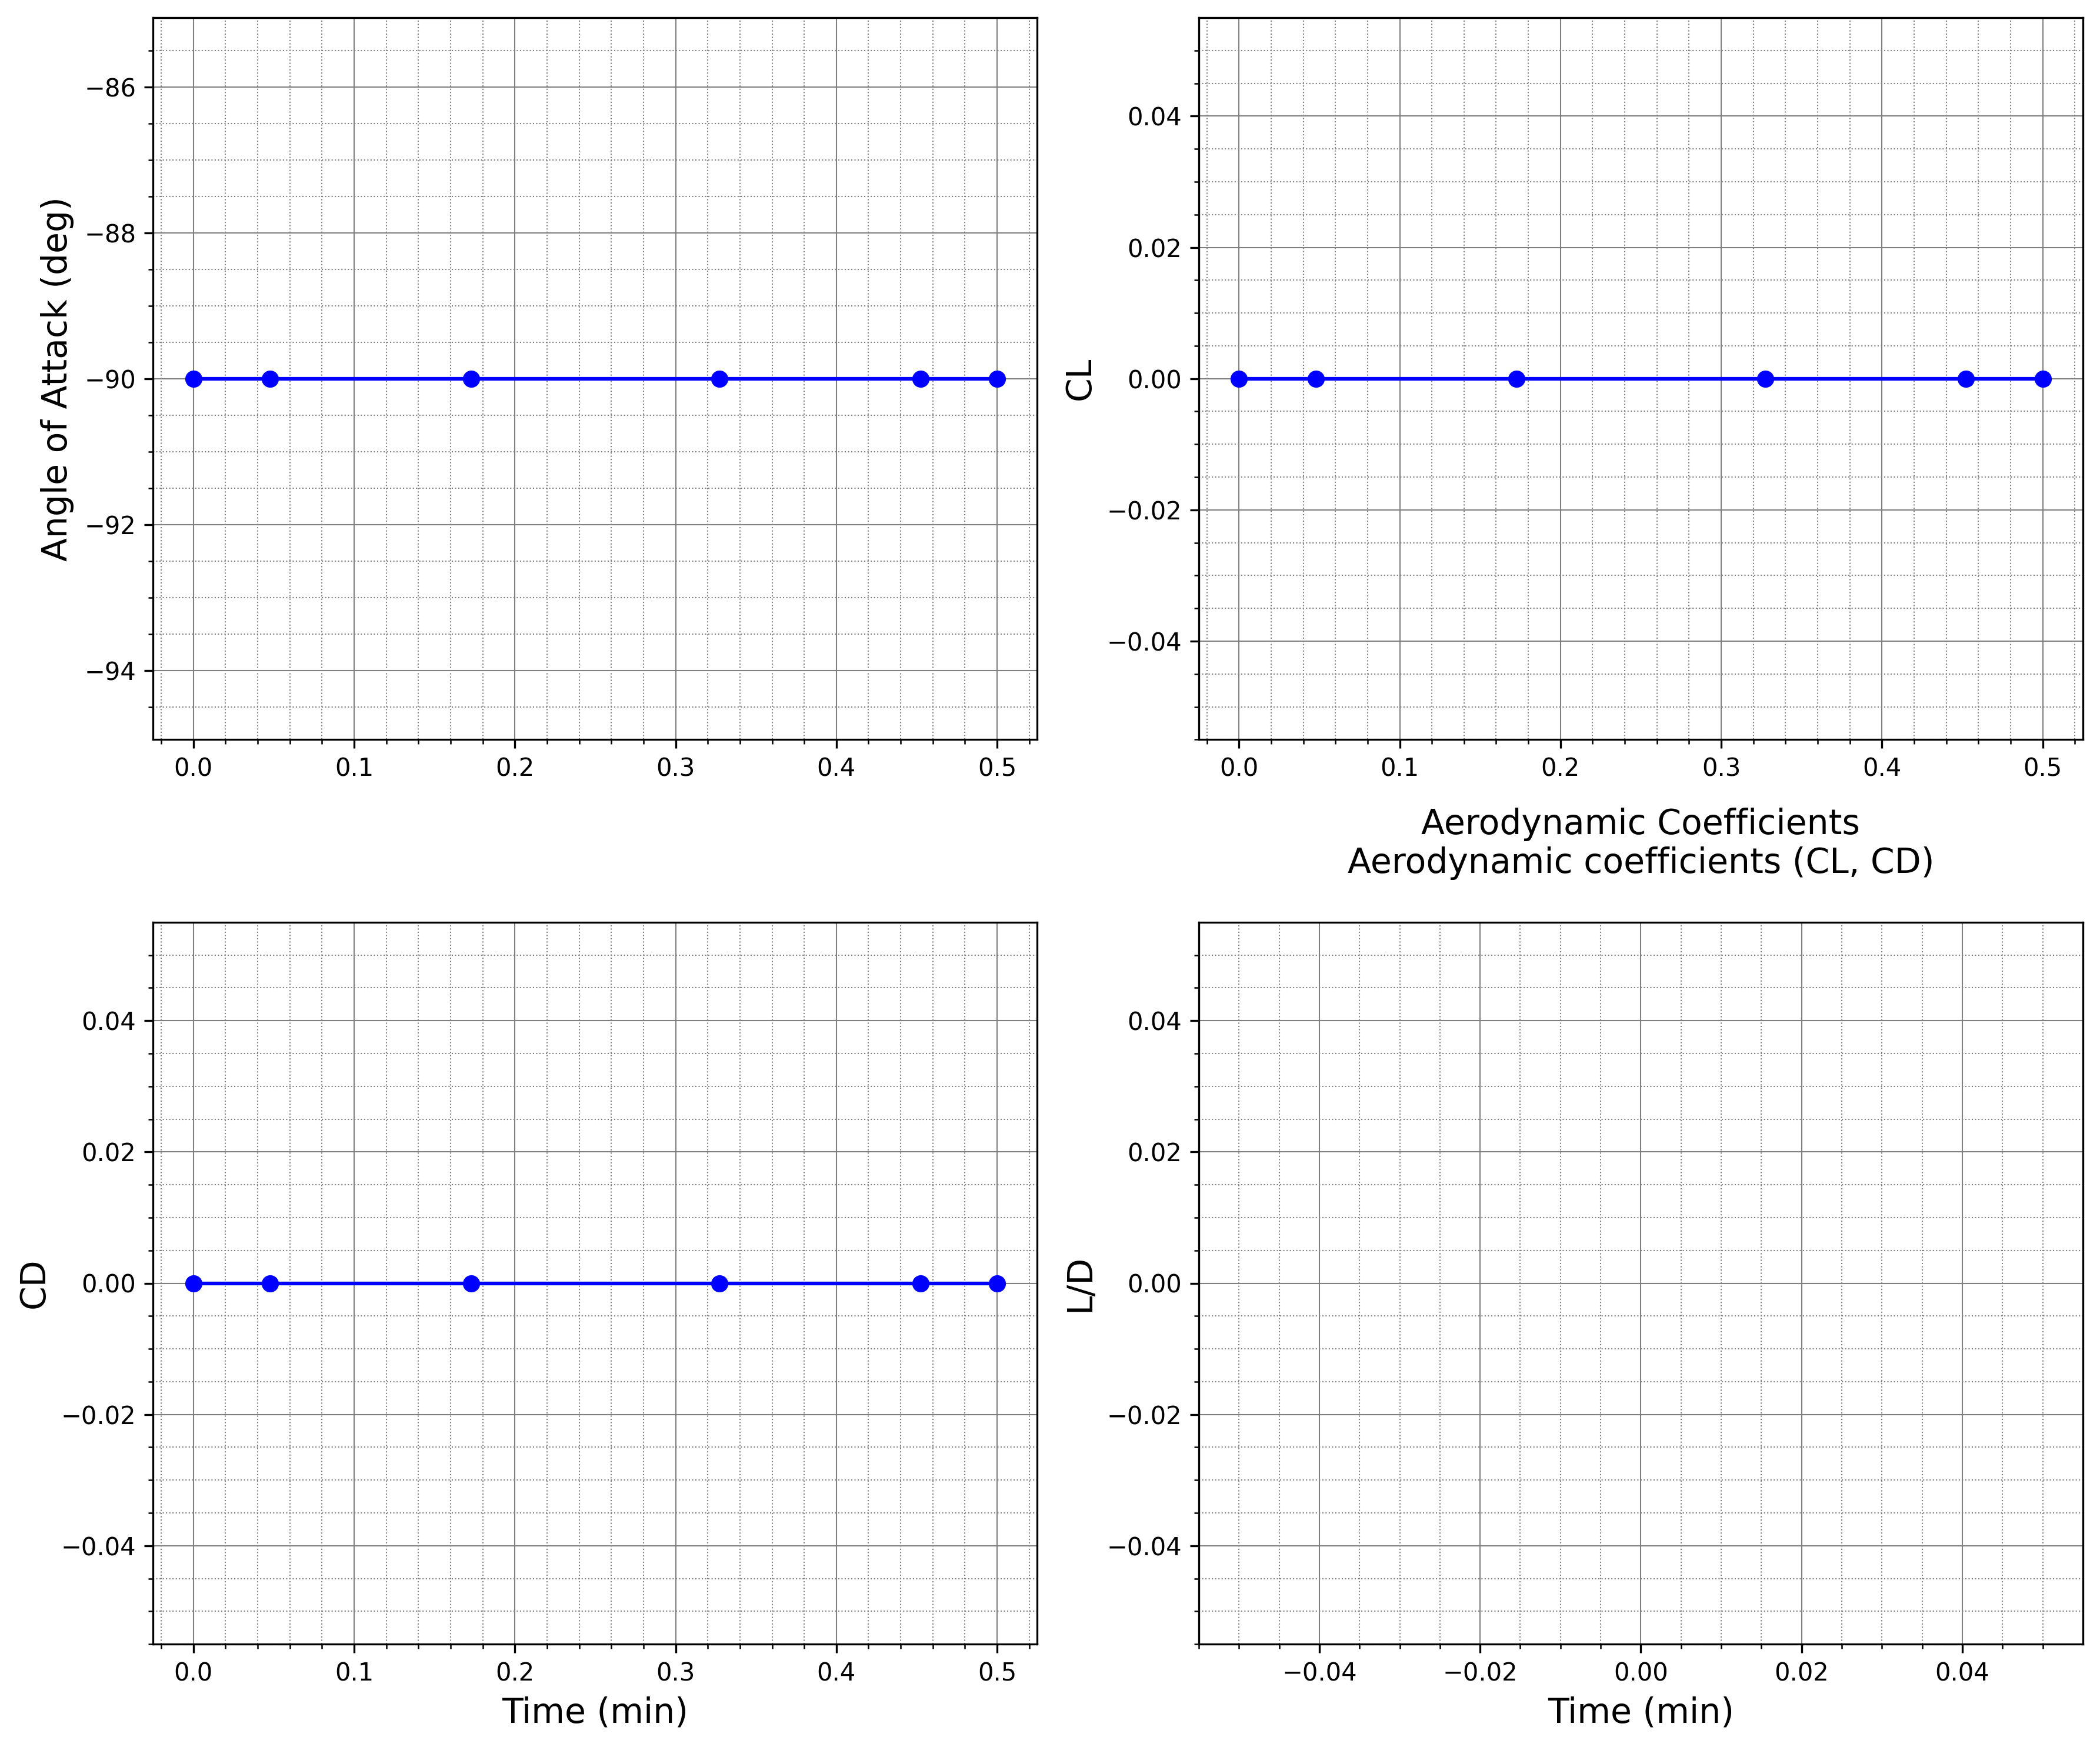 Angle of Attack (deg)
−86
−88
−90
−92
−94
0.0 0.1 0.2 0.3 0.4 0.5
CL
0.04
0.02
0.00
−0.02
−0.04
0.0 0.1 0.2 0.3 0.4 0.5
Aerodynamic Coefficients
Aerodynamic coefficients (CL, CD)
CD
0.04
0.02
0.00
−0.02
−0.04
0.0 0.1 0.2 0.3 0.4 0.5
Time (min)
L/D
0.04
0.02
0.00
−0.02
−0.04
−0.04 −0.02 0.00 0.02 0.04
Time (min)